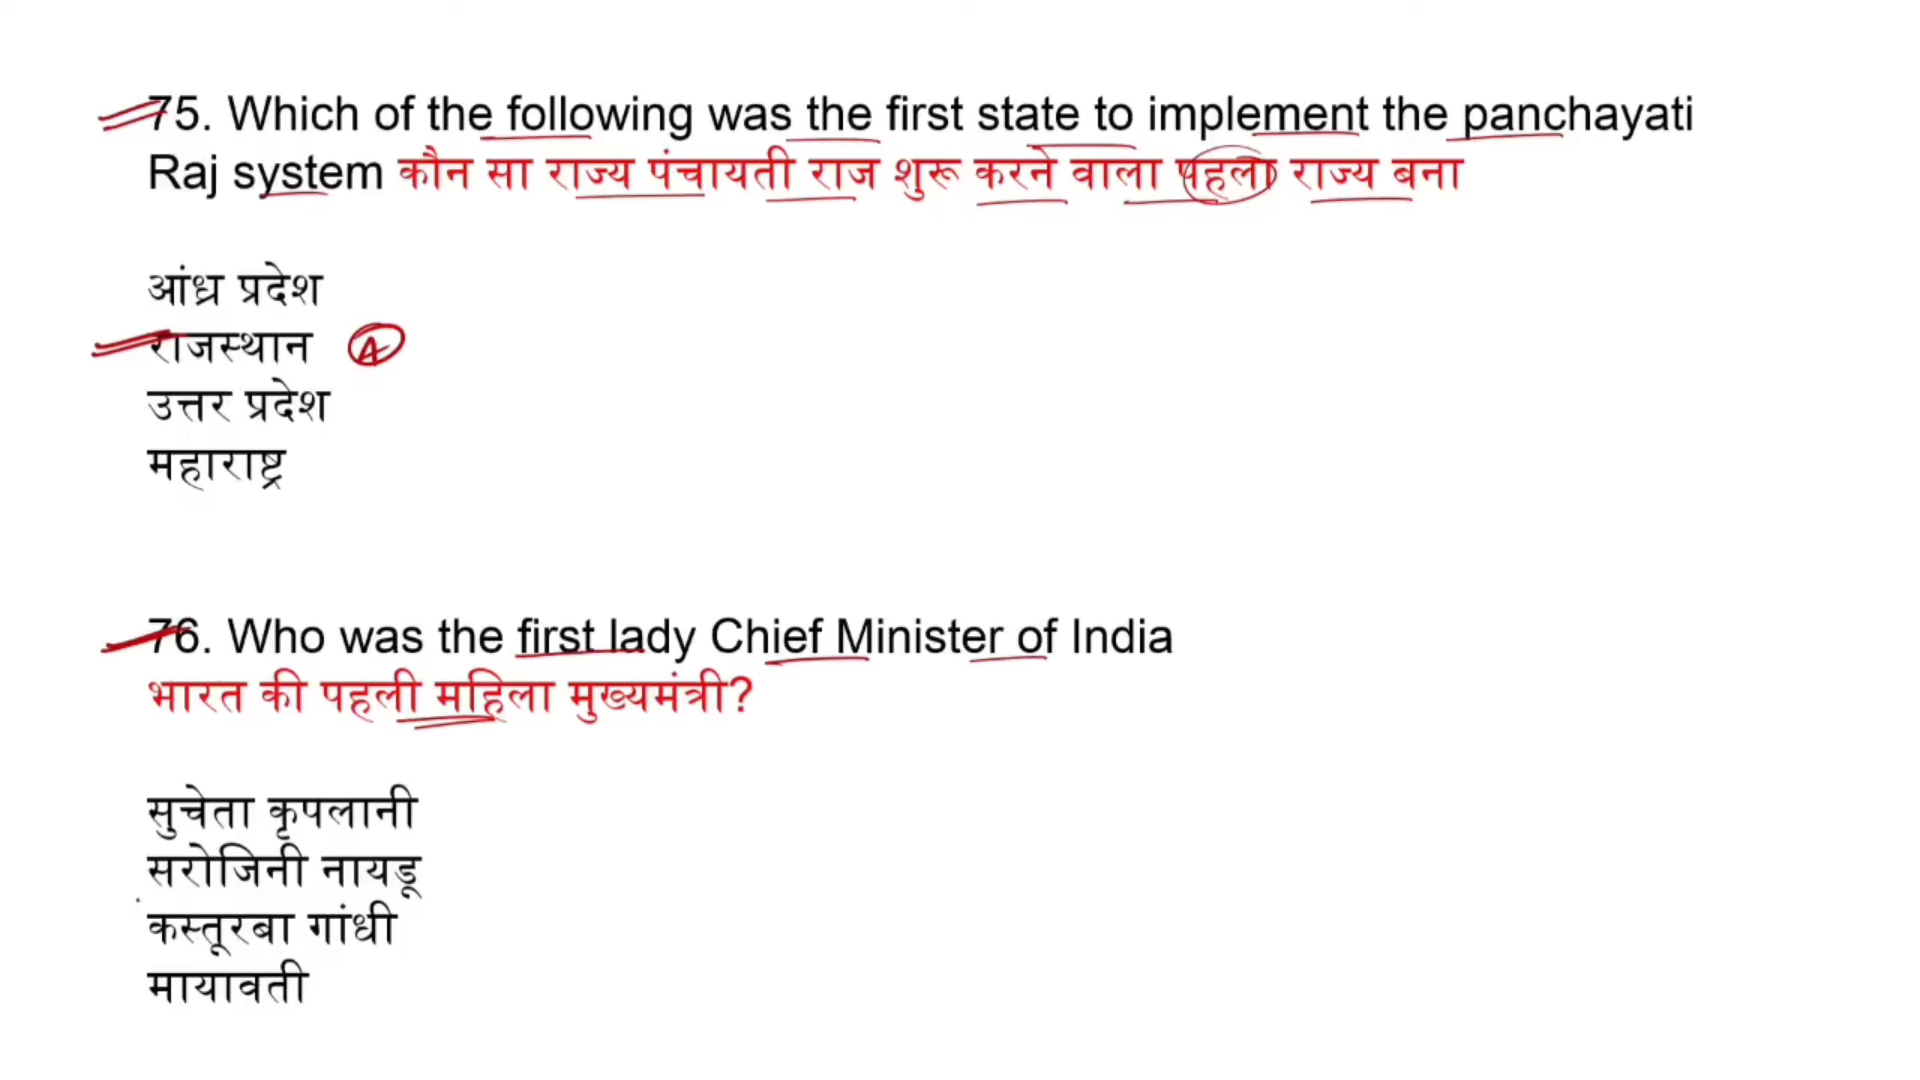 75. Which of the following was the first state to implement the panchayati
Raj system कौन सा राज्य पंचायती राज शुरू करने वाला पहला राज्य बना
आंध्र प्रदेश
राजस्थान A
उत्तर प्रदेश
महाराष्ट्र
76. Who was the first lady Chief Minister of India
भारत की पहली महिला मुख्यमंत्री?
सुचेता कृपलानी
सरोजिनी नायडू
कस्तूरबा गांधी
मायावती